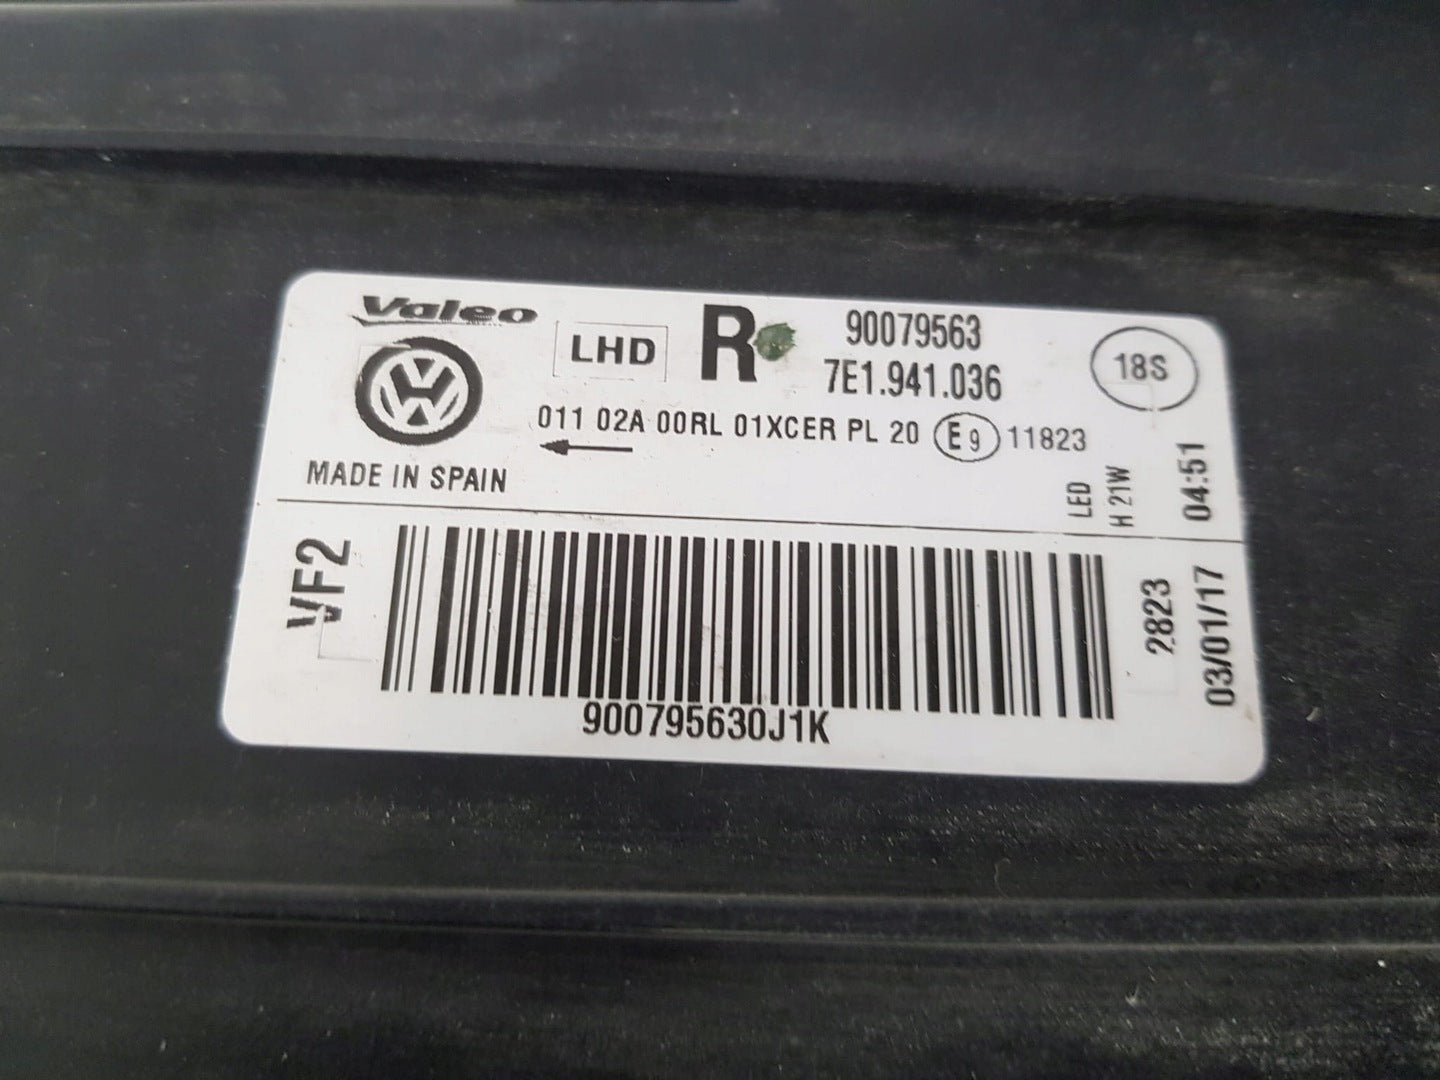 Valeo
LHD
R
90079563
7E1.941.036
18S
011 02A 00RL 01XCER PL 20 E9 11823
MADE IN SPAIN
LED
H 21W
04:51
VF2
2823
03/01/17
900795630J1K